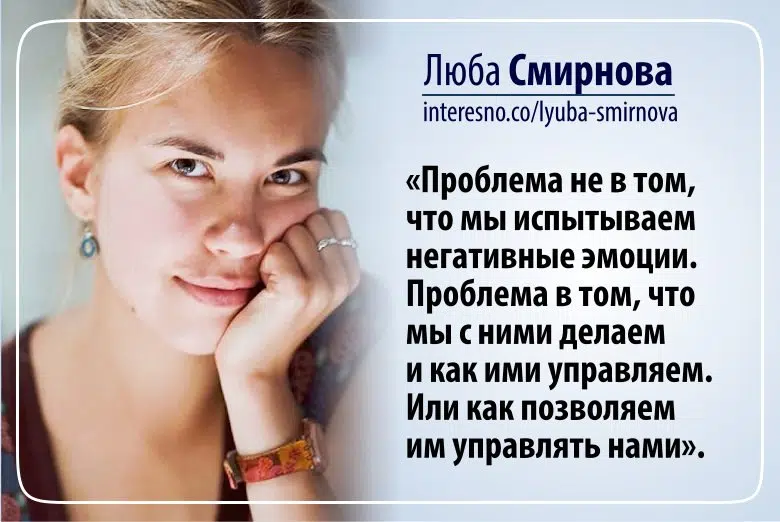 Люба Смирнова
interesno.co/lyuba-smirnova
«Проблема не в том,
что мы испытываем
негативные эмоции.
Проблема в том, что
мы с ними делаем
и как ими управляем.
Или как позволяем
им управлять нами».